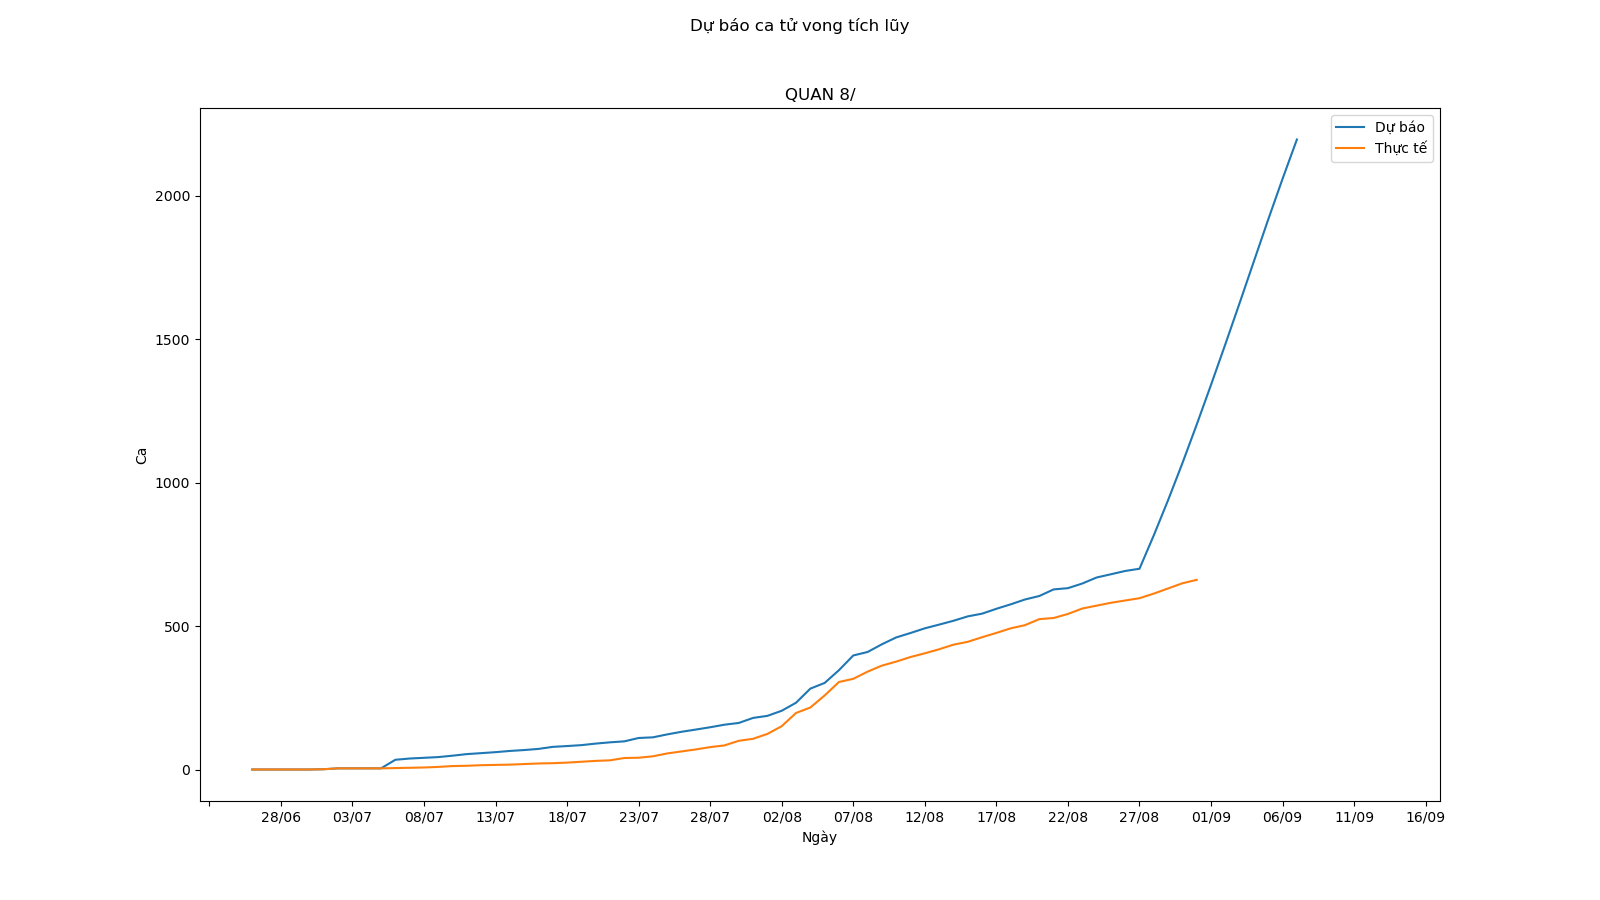 Dự báo ca tử vong tích lũy
QUAN 8/
Dự báo
Thực tế
2000
1500
1000
500
0
Ca
28/06 03/07 08/07 13/07 18/07 23/07 28/07 02/08 07/08 12/08 17/08 22/08 27/08 01/09 06/09 11/09 16/09
Ngày